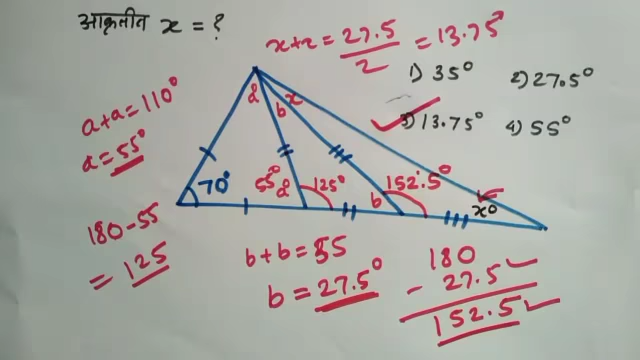 आकृतीत x = ?
x+x = 27.5/2 = 13.75
1) 35° 2) 27.5°
3) 13.75° 4) 55°
a+a = 110°
a = 55°
180-55
= 125
a
b x
70°
55° a
125°
b
152.5°
x°
b+b = 55
b = 27.5°
180
- 27.5
152.5